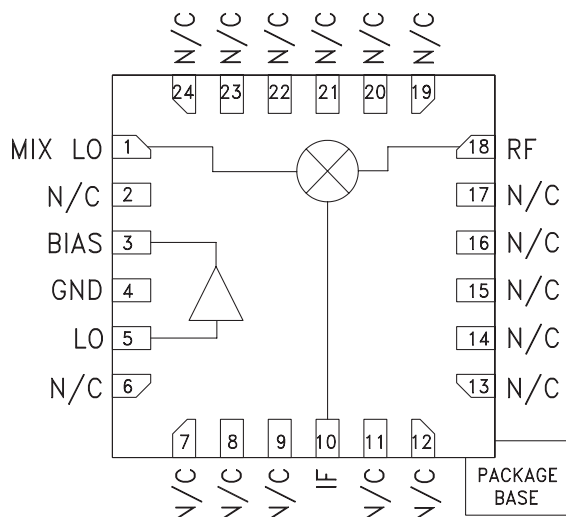 N/C N/C N/C N/C N/C N/C
24 23 22 21 20 19
MIX LO 1 18 RF
N/C 2 17 N/C
BIAS 3 16 N/C
GND 4 15 N/C
LO 5 14 N/C
N/C 6 13 N/C
7 8 9 10 11 12
N/C N/C N/C IF N/C N/C
PACKAGE
BASE